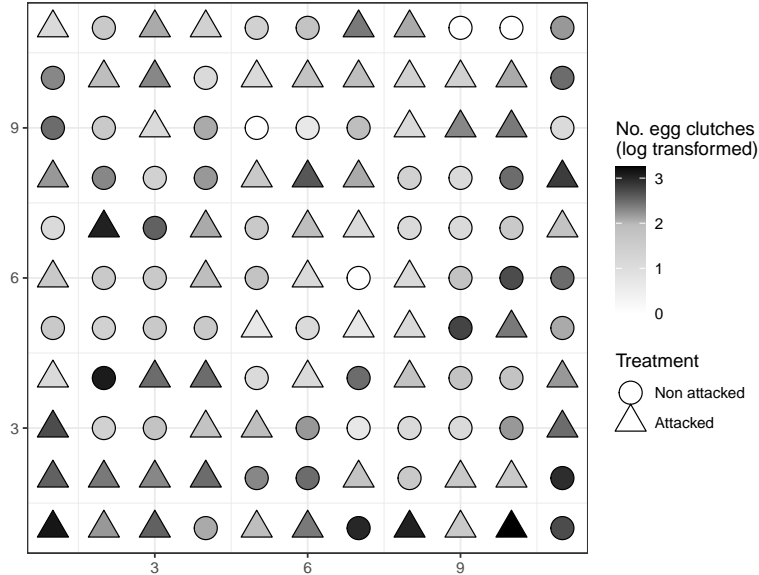 9
6
3
3
6
9
No. egg clutches
(log transformed)
3
2
1
0
Treatment
Non attacked
Attacked